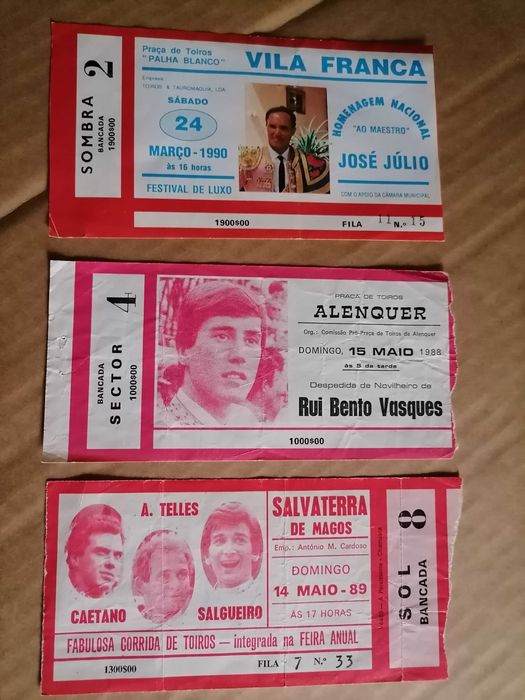 SOMBRA
BANCADA
1900$00
2
Praça de Toiros
"PALHA BLANCO"
VILA FRANCA
Empresa
TOIROS & TAUROMAQUIA, LDA
SÁBADO
24
MARÇO - 1990
às 16 horas
FESTIVAL DE LUXO
HOMENAGEM NACIONAL
"AO MAESTRO"
JOSÉ JÚLIO
COM O APOIO DA CÂMARA MUNICIPAL
1900$00
FILA 11 N.º 15
BANCADA
1000$00
SECTOR 4
PRAÇA DE TOIROS
ALENQUER
Org.: Comissão Pró-Praça de Toiros de Alenquer
DOMINGO, 15 MAIO 1988
às 5 da tarde
Despedida de Novilheiro de
Rui Bento Vasques
1000$00
A. TELLES
CAETANO
SALGUEIRO
SALVATERRA
DE MAGOS
Emp.: António M. Cardoso
DOMINGO
14 MAIO - 89
ÀS 17 HORAS
FABULOSA CORRIDA DE TOIROS — integrada na FEIRA ANUAL
1300$00
FILA 7 N.º 33
SOL 8
BANCADA